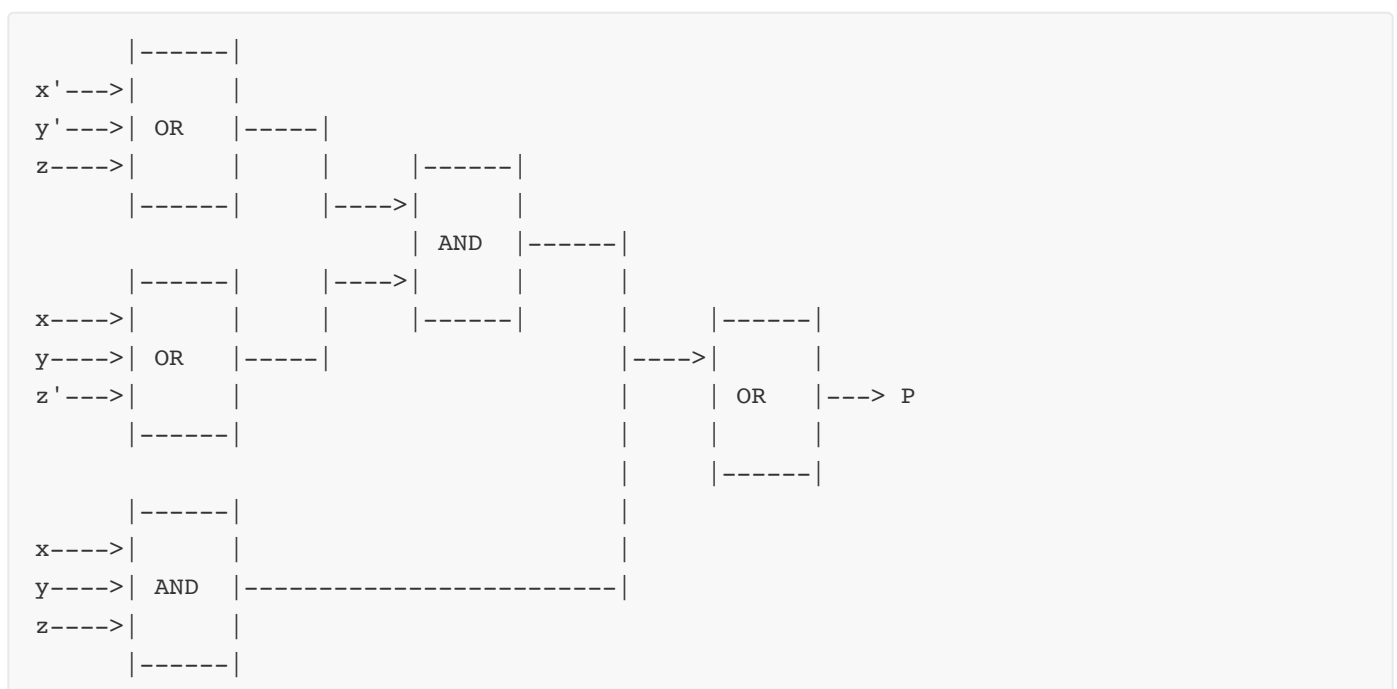 |------|
x'--->|      |
y'--->| OR   |-----|
z---->|      |     |     |------|
      |------|     |---->|      |
                         | AND  |------|
      |------|     |---->|      |      |
x---->|      |     |     |------|      |     |------|
y---->| OR   |-----|                   |---->|      |
z'--->|      |                         |     | OR   |---> P
      |------|                         |     |      |
                                       |     |------|
      |------|                         |
x---->|      |                         |
y---->| AND  |-------------------------|
z---->|      |
      |------|